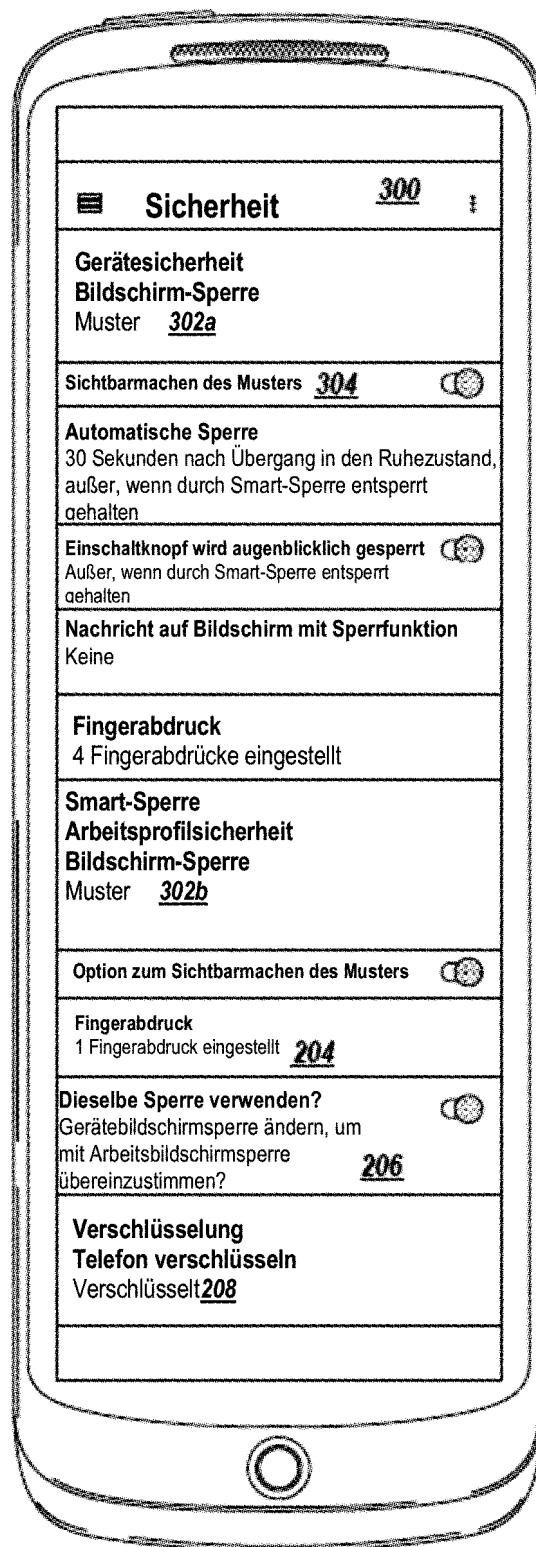 Sicherheit 300
Gerätesicherheit
Bildschirm-Sperre
Muster 302a
Sichtbarmachen des Musters 304
Automatische Sperre
30 Sekunden nach Übergang in den Ruhezustand,
außer, wenn durch Smart-Sperre entsperrt
gehalten
Einschaltknopf wird augenblicklich gesperrt
Außer, wenn durch Smart-Sperre entsperrt
gehalten
Nachricht auf Bildschirm mit Sperrfunktion
Keine
Fingerabdruck
4 Fingerabdrücke eingestellt
Smart-Sperre
Arbeitsprofilsicherheit
Bildschirm-Sperre
Muster 302b
Option zum Sichtbarmachen des Musters
Fingerabdruck
1 Fingerabdruck eingestellt 204
Dieselbe Sperre verwenden?
Gerätebildschirmsperre ändern, um
mit Arbeitsbildschirmsperre
übereinzustimmen? 206
Verschlüsselung
Telefon verschlüsseln
Verschlüsselt 208